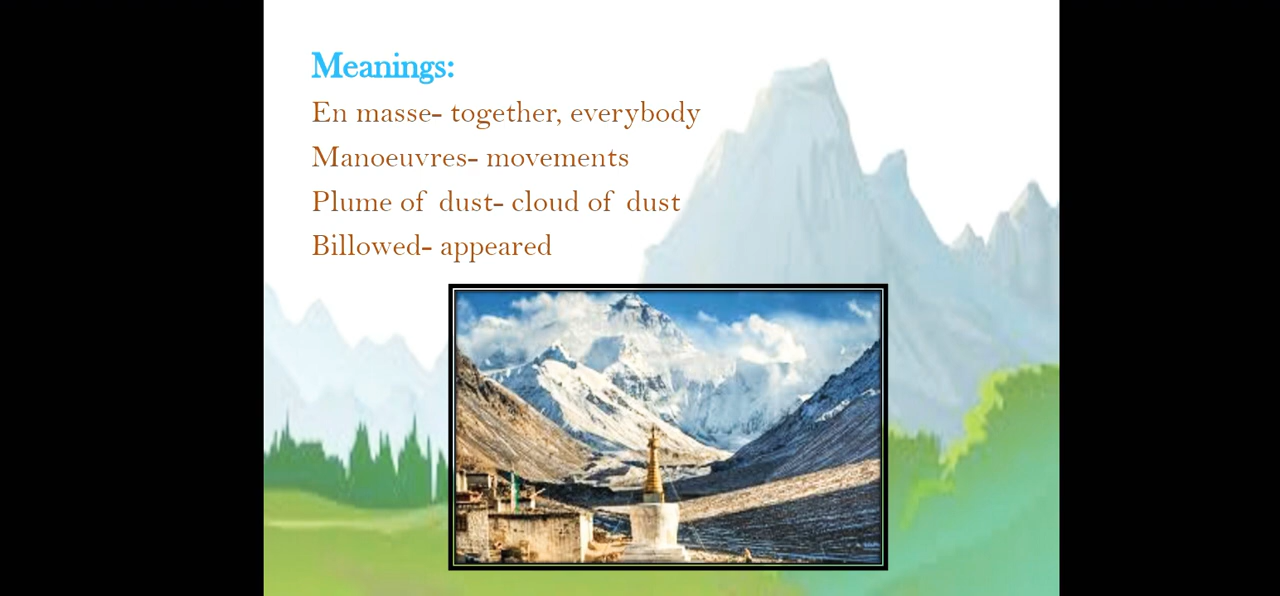 Meanings:
En masse- together, everybody
Manoeuvres- movements
Plume of dust- cloud of dust
Billowed- appeared